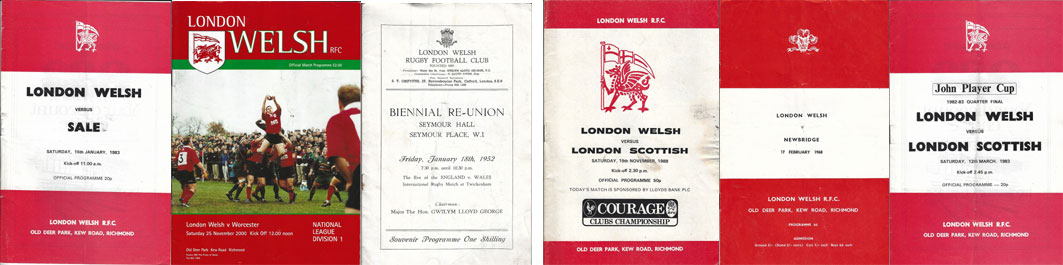 LONDON WELSH
VERSUS
SALE
SATURDAY, 15th JANUARY, 1983
Kick-off 11.00 a.m.
OFFICIAL PROGRAMME 20p
LONDON WELSH R.F.C.
OLD DEER PARK, KEW ROAD, RICHMOND
LONDON
WELSH RFC
Official Match Programme £2.00
London Welsh v Worcester
Saturday 25 November 2000 Kick Off 12.00 noon
NATIONAL
LEAGUE
DIVISION 1
Old Deer Park Kew Road Richmond
LONDON WELSH
RUGBY FOOTBALL CLUB
BIENNIAL RE-UNION
SEYMOUR HALL
SEYMOUR PLACE, W.1
Friday, January 18th, 1952
7.30 p.m. until 10.30 p.m.
The Eve of the ENGLAND v. WALES
International Rugby Match at Twickenham
Chairman:
Major The Hon. GWILYM LLOYD GEORGE
Souvenir Programme One Shilling
LONDON WELSH R.F.C.
LONDON WELSH
VERSUS
LONDON SCOTTISH
SATURDAY, 19th NOVEMBER, 1988
Kick-off 2.30 p.m.
OFFICIAL PROGRAMME 50p
TODAY'S MATCH IS SPONSORED BY LLOYDS BANK PLC
COURAGE
CLUBS CHAMPIONSHIP
OLD DEER PARK, KEW ROAD, RICHMOND
LONDON WELSH
v
NEWBRIDGE
17 FEBRUARY 1968
LONDON WELSH R.F.C.
OLD DEER PARK, KEW ROAD, RICHMOND
PROGRAMME 6d
ADMISSION
John Player Cup
1982-83 QUARTER FINAL
LONDON WELSH
VERSUS
LONDON SCOTTISH
SATURDAY, 12th MARCH, 1983
Kick-off 2.45 p.m.
OFFICIAL PROGRAMME — 20p
LONDON WELSH R.F.C.
OLD DEER PARK, KEW ROAD, RICHMOND